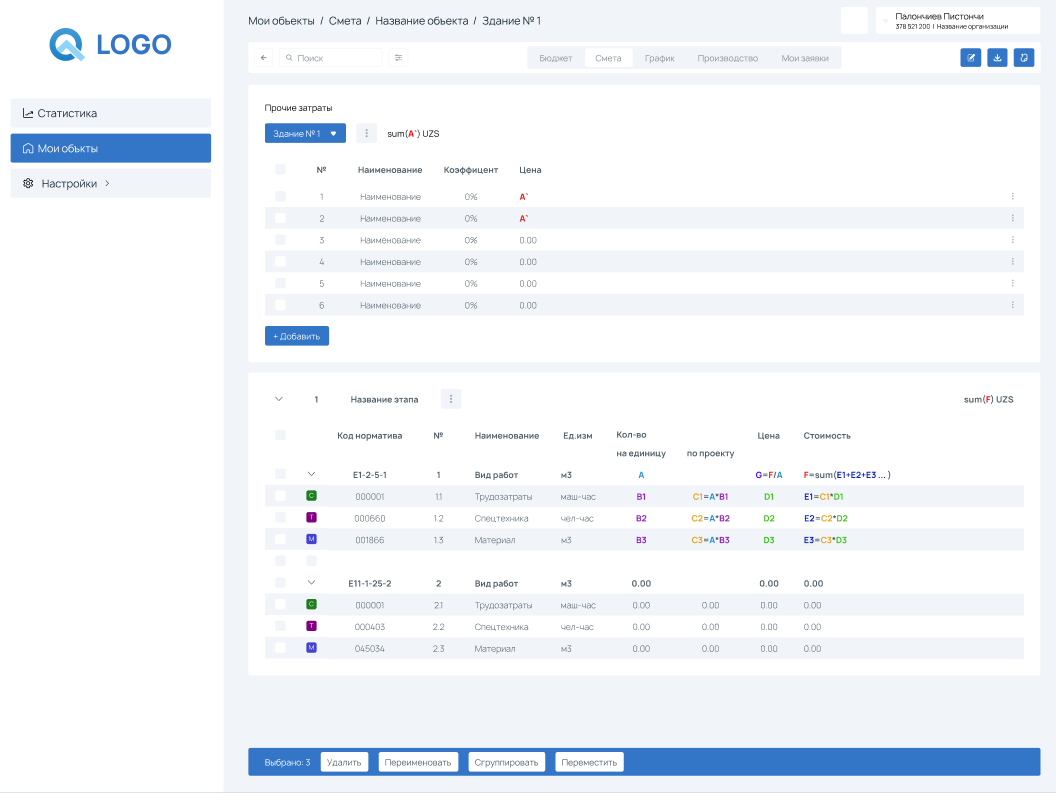 LOGO
Статистика
Мои обькты
Настройки
Мои объекты / Смета / Название объекта / Здание № 1
Палончиев Пистончи
378 521 200 | Название организации
Поиск
Бюджет Смета График Производство Мои заявки
Прочие затраты
Здание № 1 sum(A`) UZS
№ Наименование Коэффицент Цена
1 Наименование 0% A`
2 Наименование 0% A`
3 Наименование 0% 0.00
4 Наименование 0% 0.00
5 Наименование 0% 0.00
6 Наименование 0% 0.00
+ Добавить
1 Название этапа sum(F) UZS
Код норматива № Наименование Ед.изм Кол-во Цена Стоимость
на единицу по проекту
E1-2-5-1 1 Вид работ м3 A G=F/A F=sum(E1+E2+E3 ... )
С 000001 1.1 Трудозатраты маш-час B1 C1=A*B1 D1 E1=C1*D1
Т 000660 1.2 Спецтехника чел-час B2 C2=A*B2 D2 E2=C2*D2
М 001866 1.3 Материал м3 B3 C3=A*B3 D3 E3=C3*D3
E11-1-25-2 2 Вид работ м3 0.00 0.00 0.00
С 000001 2.1 Трудозатраты маш-час 0.00 0.00 0.00 0.00
Т 000403 2.2 Спецтехника чел-час 0.00 0.00 0.00 0.00
М 045034 2.3 Материал м3 0.00 0.00 0.00 0.00
Выбрано: 3 Удалить Переименовать Сгруппировать Переместить